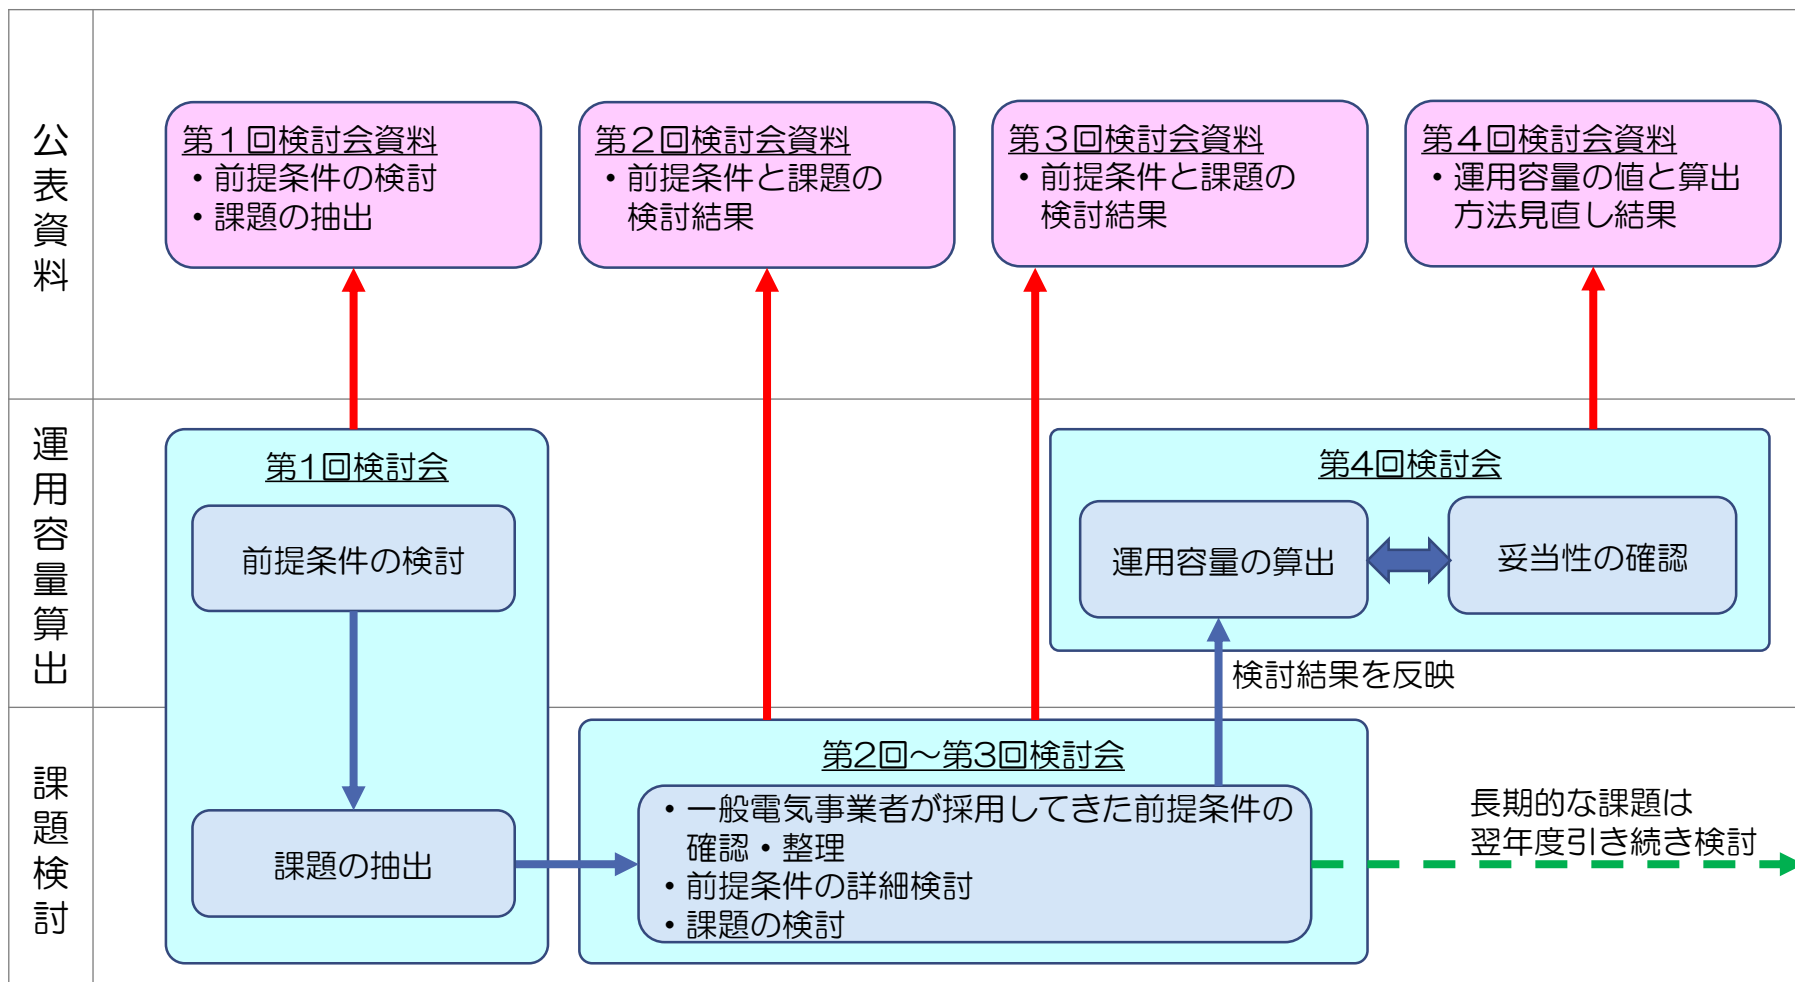 公表資料
第１回検討会資料
・前提条件の検討
・課題の抽出
第２回検討会資料
・前提条件と課題の
検討結果
第３回検討会資料
・前提条件と課題の
検討結果
第４回検討会資料
・運用容量の値と算出
方法見直し結果
運用容量算出
第1回検討会
前提条件の検討
第4回検討会
運用容量の算出
妥当性の確認
検討結果を反映
課題検討
課題の抽出
第2回～第3回検討会
・一般電気事業者が採用してきた前提条件の
確認・整理
・前提条件の詳細検討
・課題の検討
長期的な課題は
翌年度引き続き検討